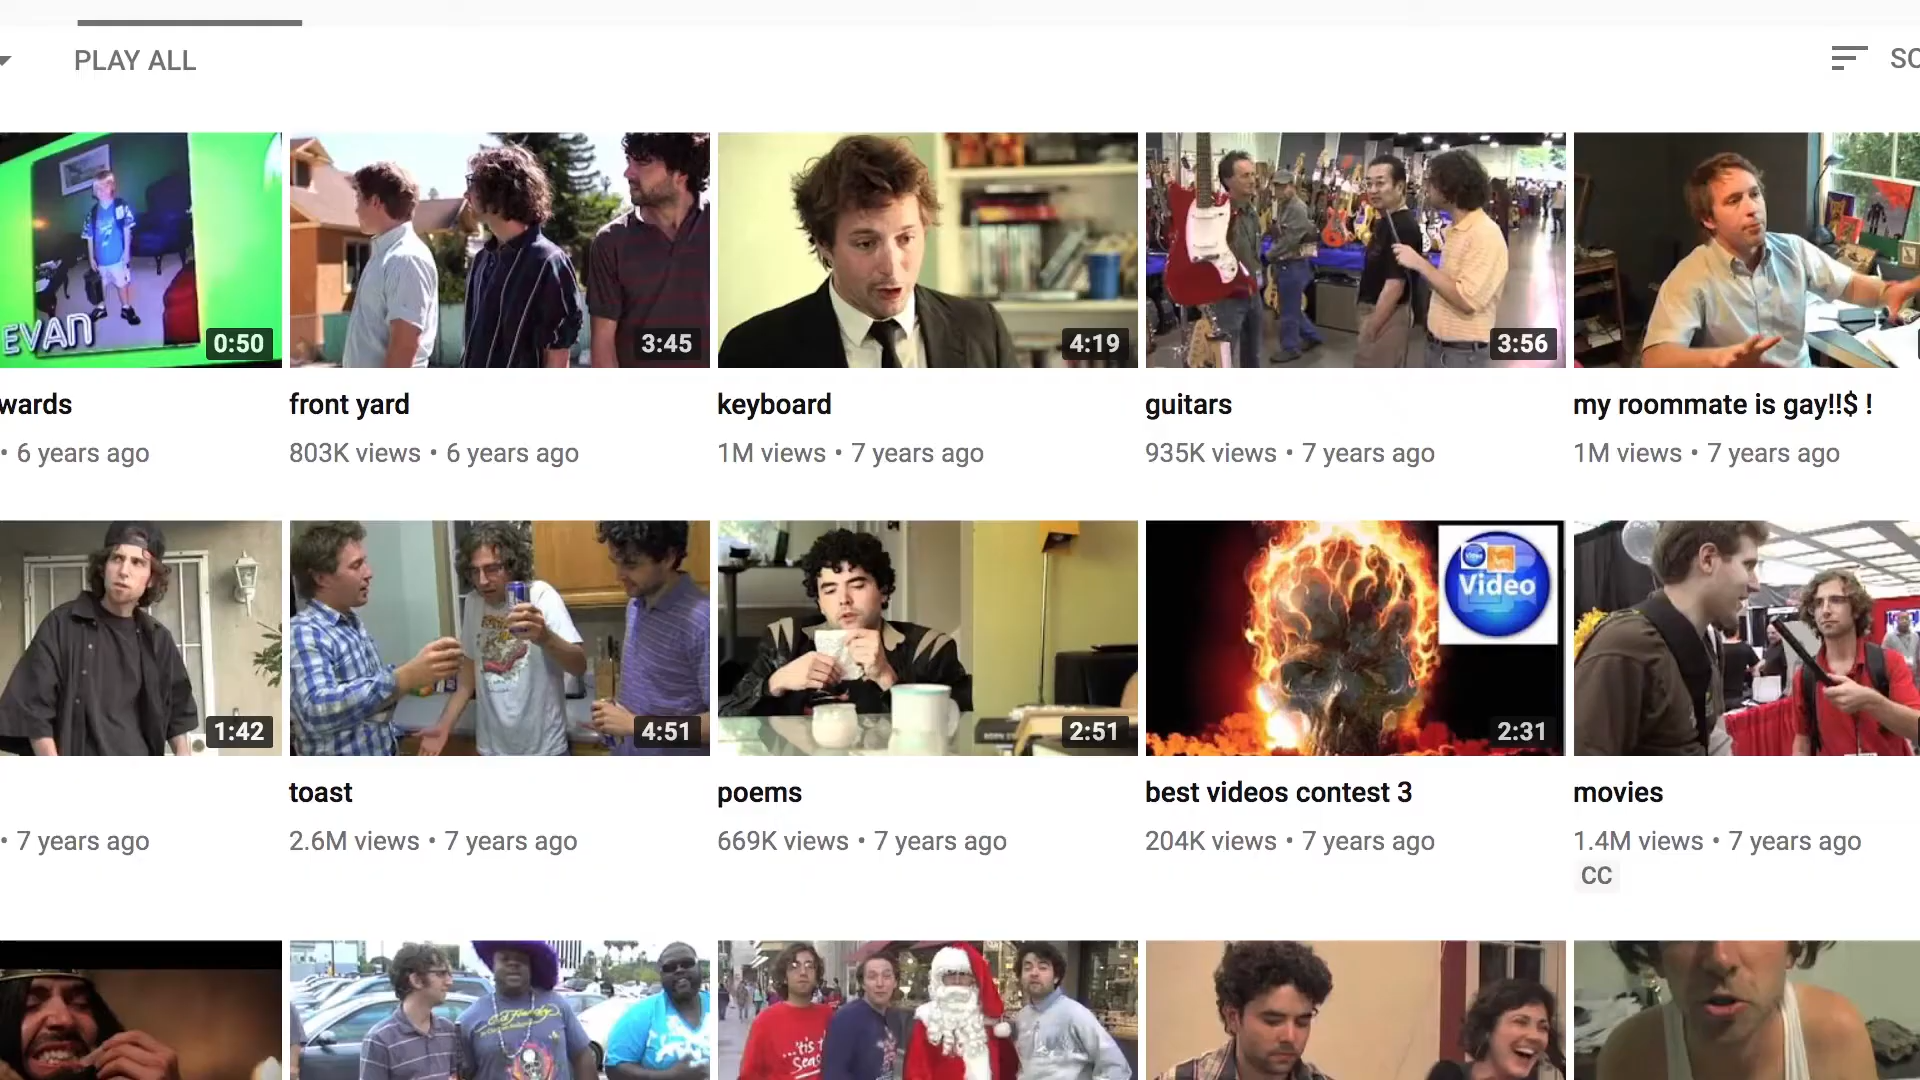 PLAY ALL
EVAN
0:50
3:45
4:19
3:56
wards
front yard
keyboard
guitars
my roommate is gay!!$ !
• 6 years ago
803K views • 6 years ago
1M views • 7 years ago
935K views • 7 years ago
1M views • 7 years ago
Video
1:42
4:51
2:51
2:31
toast
poems
best videos contest 3
movies
• 7 years ago
2.6M views • 7 years ago
669K views • 7 years ago
204K views • 7 years ago
1.4M views • 7 years ago
CC